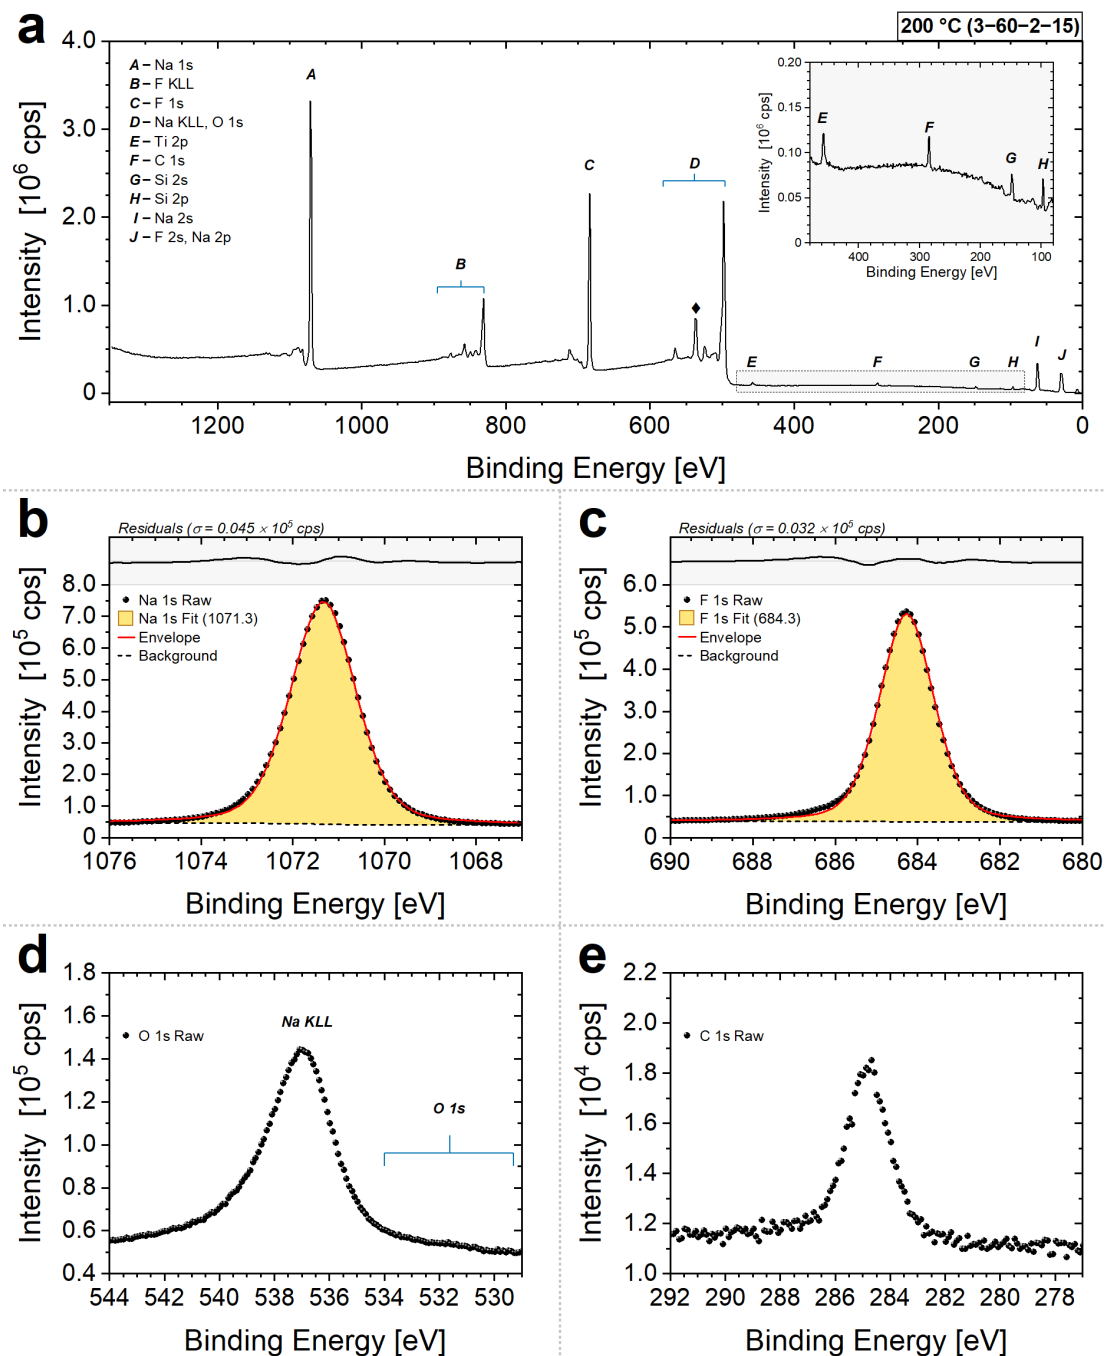 a
200 °C (3−60−2−15)
Intensity [10⁶ cps]
4.0
3.0
2.0
1.0
0
A − Na 1s
B − F KLL
C − F 1s
D − Na KLL, O 1s
E − Ti 2p
F − C 1s
G − Si 2s
H − Si 2p
I − Na 2s
J − F 2s, Na 2p
A
B
C
D
E
F
G
H
I
J
1200
1000
800
600
400
200
0
Binding Energy [eV]
Intensity [10⁶ cps]
0.20
0.15
0.10
0.05
0
E
F
G
H
400
300
200
100
Binding Energy [eV]
b
Residuals (σ = 0.045 × 10⁵ cps)
Intensity [10⁵ cps]
8.0
7.0
6.0
5.0
4.0
3.0
2.0
1.0
0
Na 1s Raw
Na 1s Fit (1071.3)
Envelope
Background
1076
1074
1072
1070
1068
Binding Energy [eV]
c
Residuals (σ = 0.032 × 10⁵ cps)
Intensity [10⁵ cps]
6.0
5.0
4.0
3.0
2.0
1.0
0
F 1s Raw
F 1s Fit (684.3)
Envelope
Background
690
688
686
684
682
680
Binding Energy [eV]
d
Intensity [10⁵ cps]
1.8
1.6
1.4
1.2
1.0
0.8
0.6
0.4
O 1s Raw
Na KLL
O 1s
544
542
540
538
536
534
532
530
Binding Energy [eV]
e
Intensity [10⁴ cps]
2.2
2.0
1.8
1.6
1.4
1.2
1.0
C 1s Raw
292
290
288
286
284
282
280
278
Binding Energy [eV]